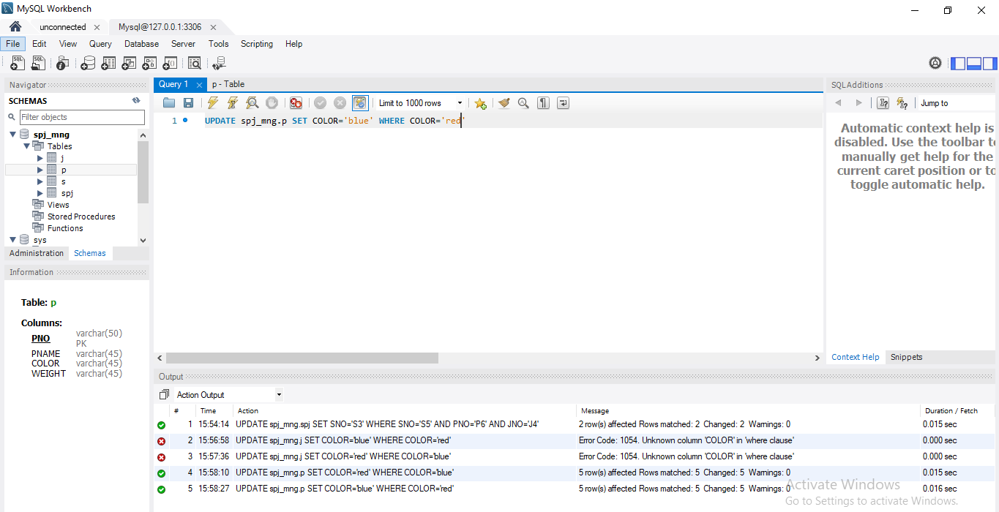 MySQL Workbench
unconnected
Mysql@127.0.0.1:3306
File Edit View Query Database Server Tools Scripting Help
Navigator
SCHEMAS
Filter objects
spj_mng
Tables
j
p
s
spj
Views
Stored Procedures
Functions
sys
Administration Schemas
Information
Table: p
Columns:
PNO varchar(50)
PK
PNAME varchar(45)
COLOR varchar(45)
WEIGHT varchar(45)
Query 1 p - Table
Limit to 1000 rows
1 UPDATE spj_mng.p SET COLOR='blue' WHERE COLOR='red'
SQLAdditions
Jump to
Automatic context help is
disabled. Use the toolbar to
manually get help for the
current caret position or to
toggle automatic help.
Context Help Snippets
Output
Action Output
# Time Action Message Duration / Fetch
1 15:54:14 UPDATE spj_mng.spj SET SNO='S3' WHERE SNO='S5' AND PNO='P6' AND JNO='J4' 2 row(s) affected Rows matched: 2 Changed: 2 Warnings: 0 0.015 sec
2 15:56:58 UPDATE spj_mng.j SET COLOR='blue' WHERE COLOR='red' Error Code: 1054. Unknown column 'COLOR' in 'where clause' 0.000 sec
3 15:57:36 UPDATE spj_mng.j SET COLOR='red' WHERE COLOR='blue' Error Code: 1054. Unknown column 'COLOR' in 'where clause' 0.000 sec
4 15:58:10 UPDATE spj_mng.p SET COLOR='red' WHERE COLOR='blue' 5 row(s) affected Rows matched: 5 Changed: 5 Warnings: 0 0.015 sec
5 15:58:27 UPDATE spj_mng.p SET COLOR='blue' WHERE COLOR='red' 5 row(s) affected Rows matched: 5 Changed: 5 Warnings: 0 0.016 sec
Activate Windows
Go to Settings to activate Windows.